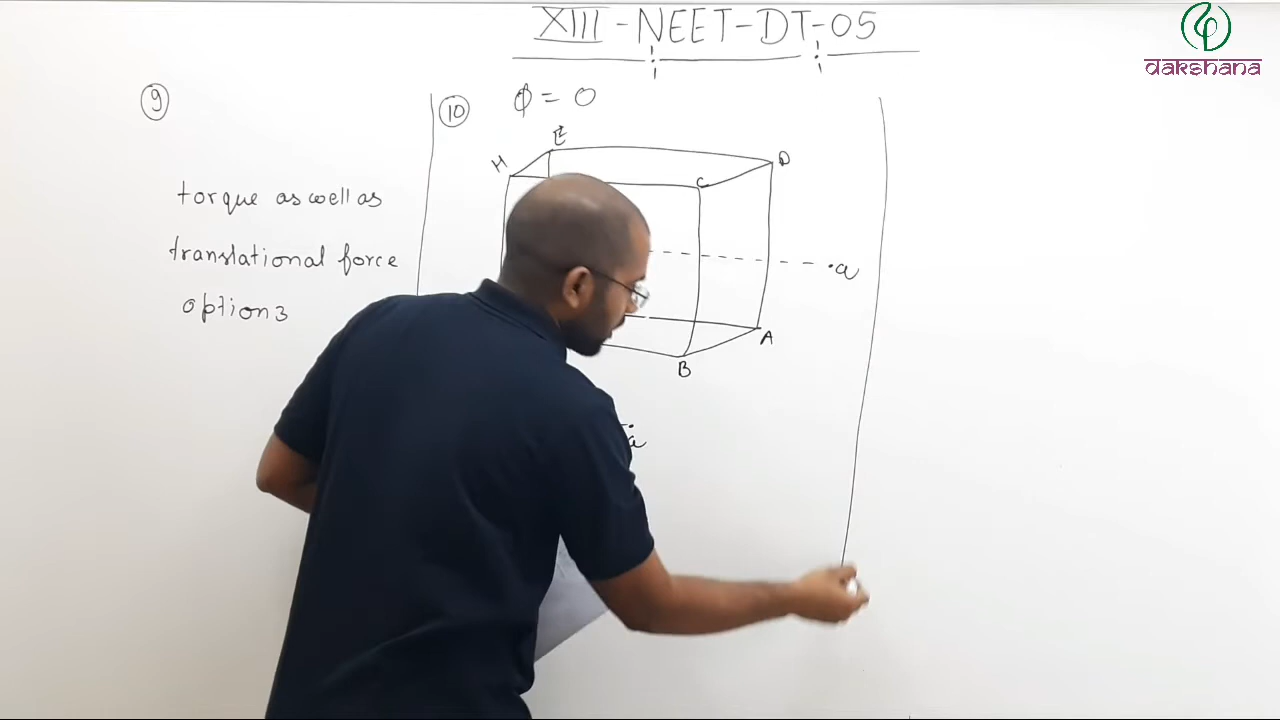 XIII - NEET - DT - 05
dakshana
9
torque as well as
translational force
option 3
10
φ = 0
E
H
D
C
a
A
B
a